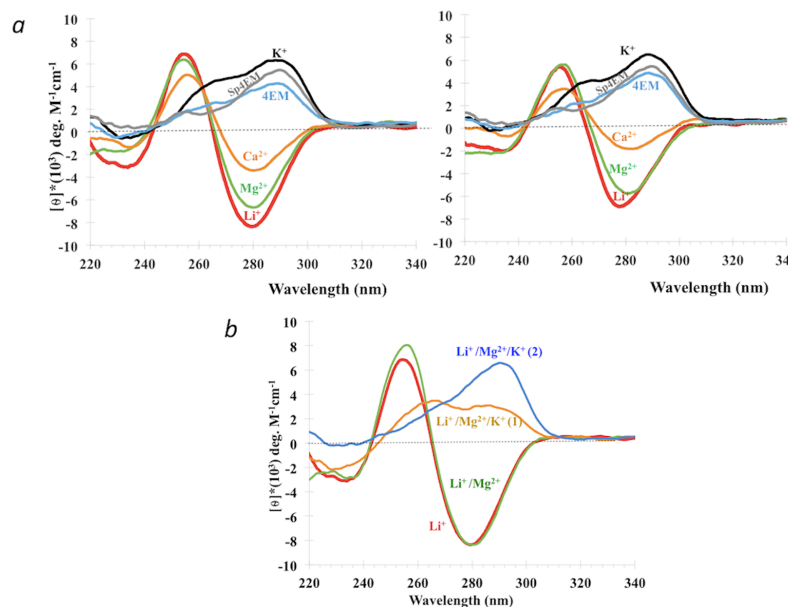 a
10
8
6
4
2
0
-2
-4
-6
-8
-10
[θ]*(10³) deg. M⁻¹cm⁻¹
K⁺
Sp4EM
4EM
Ca²⁺
Mg²⁺
Li⁺
220 240 260 280 300 320 340
Wavelength (nm)
10
8
6
4
2
0
-2
-4
-6
-8
-10
K⁺
Sp4EM
4EM
Ca²⁺
Mg²⁺
Li⁺
220 240 260 280 300 320 340
Wavelength (nm)
b
10
8
6
4
2
0
-2
-4
-6
-8
-10
[θ]*(10³) deg. M⁻¹cm⁻¹
Li⁺/Mg²⁺/K⁺ (2)
Li⁺/Mg²⁺/K⁺ (1)
Li⁺/Mg²⁺
Li⁺
220 240 260 280 300 320 340
Wavelength (nm)